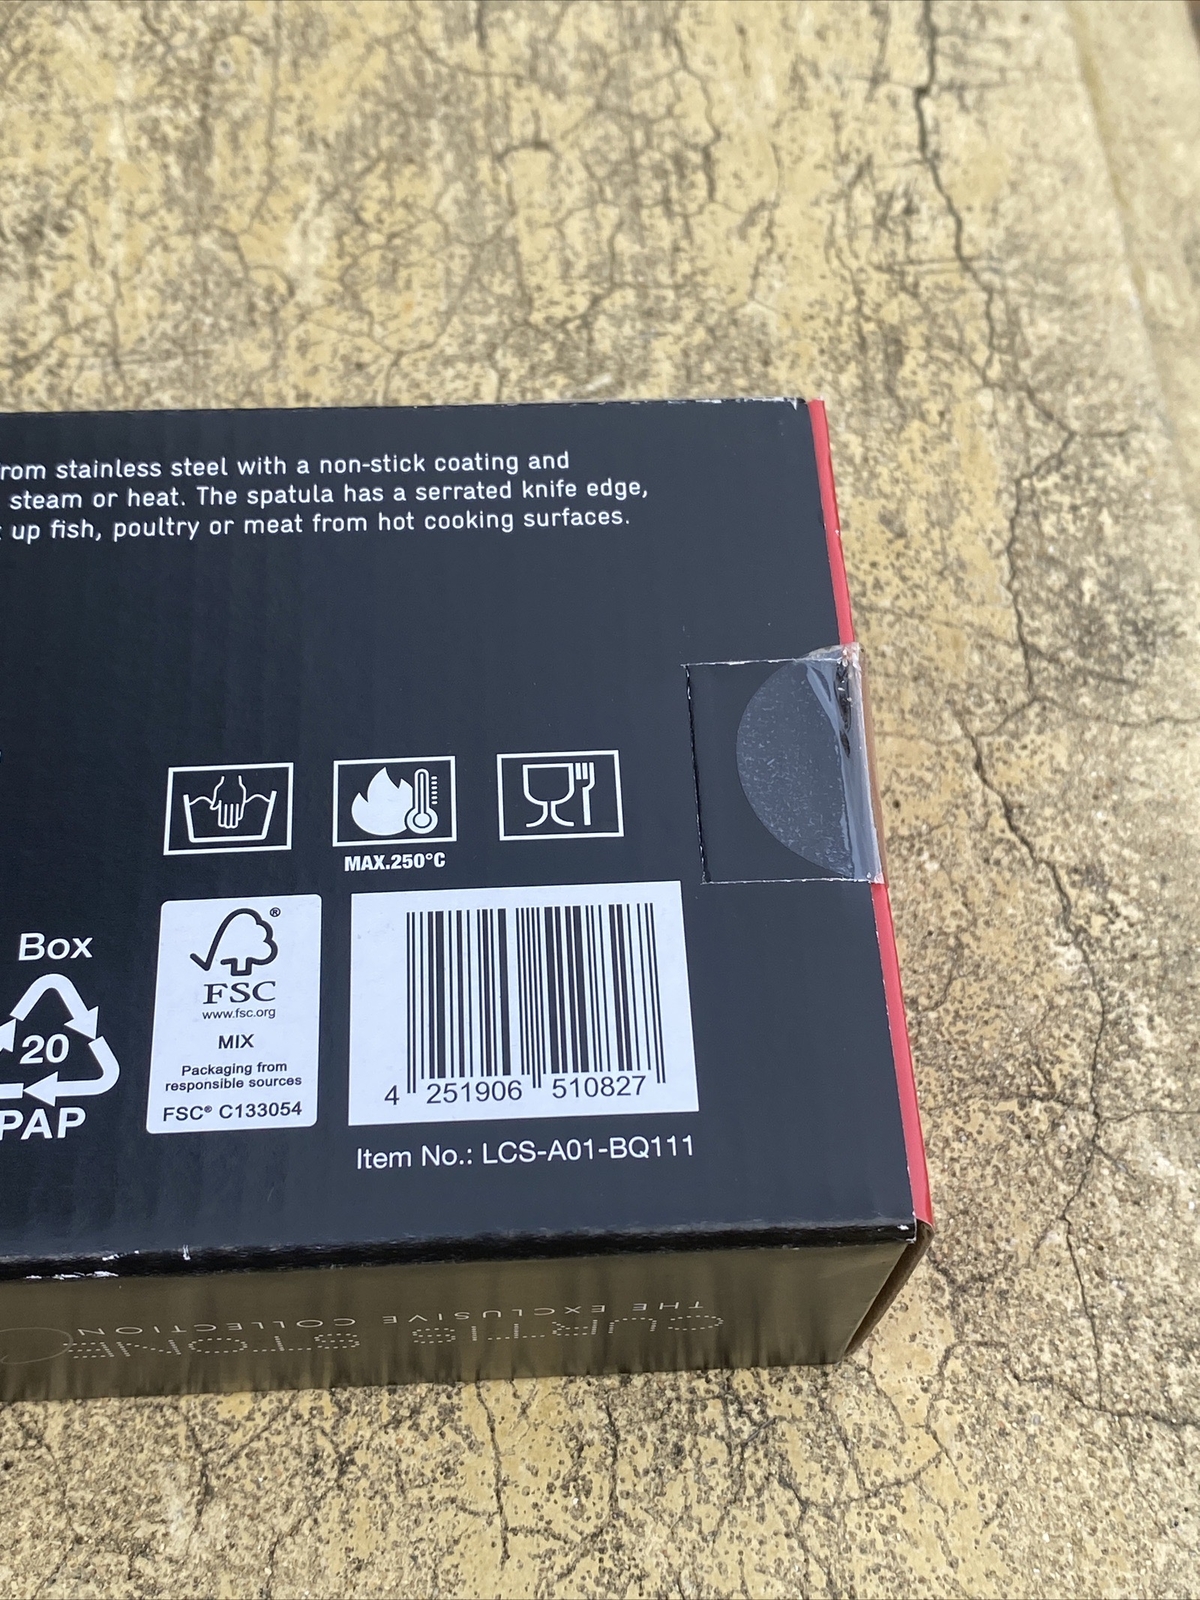 rom stainless steel with a non-stick coating and
steam or heat. The spatula has a serrated knife edge,
up fish, poultry or meat from hot cooking surfaces.
MAX.250°C
Box
20
PAP
FSC®
www.fsc.org
MIX
Packaging from
responsible sources
FSC® C133054
4 251906 510827
Item No.: LCS-A01-BQ111
THE EXCLUSIVE COLLECTION
CURTIS STONE